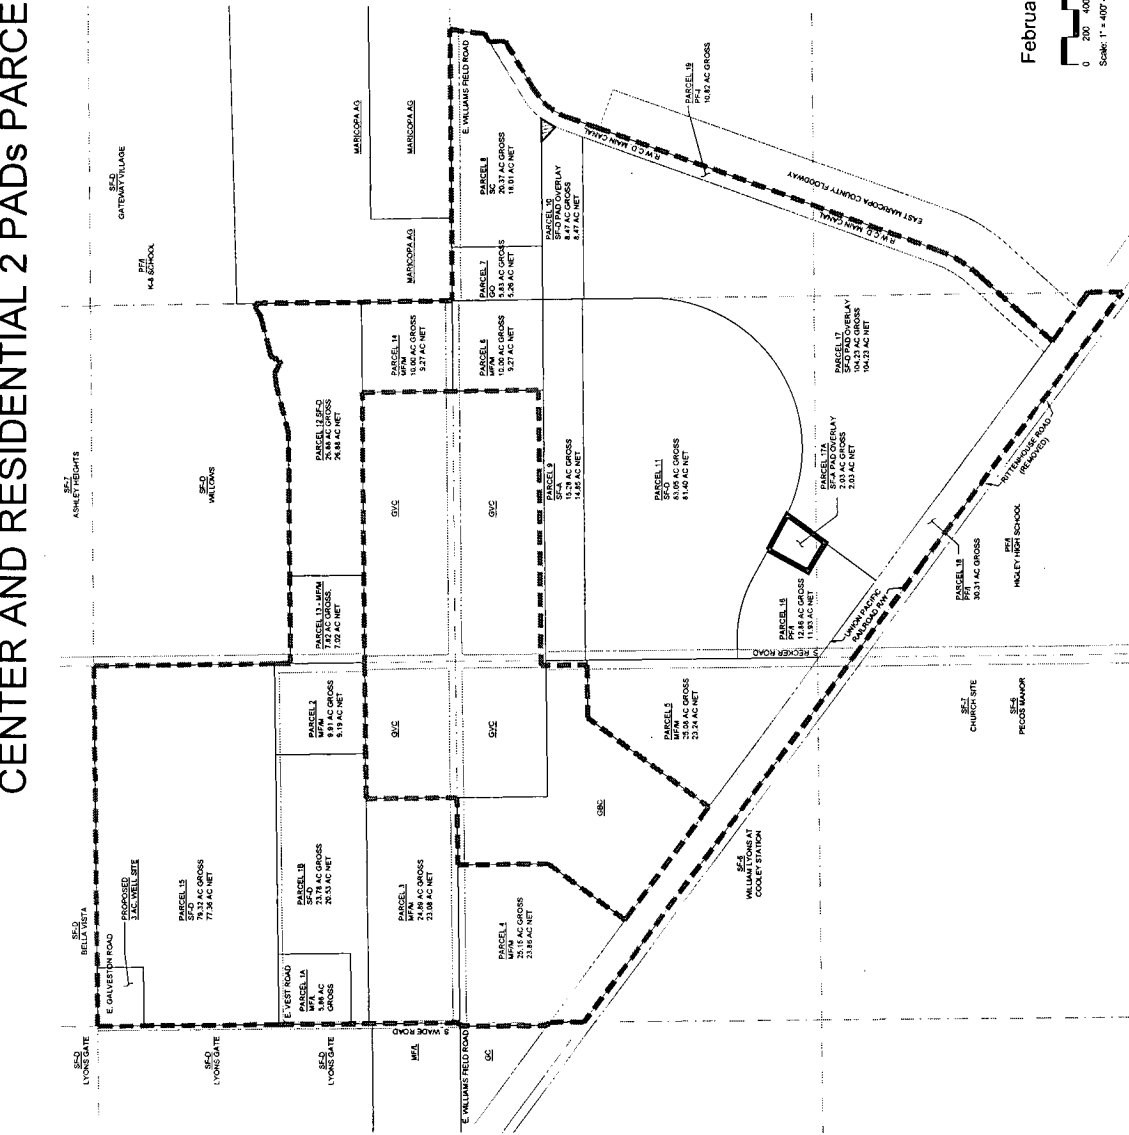 CENTER AND RESIDENTIAL 2 PADs PARCE
Februa
0 200 400
Scale: 1" = 400'
SF-D
GATEWAY VILLAGE
PF/I
K-8 SCHOOL
MARICOPA AG
MARICOPA AG
MARICOPA AG
E. WILLIAMS FIELD ROAD
PARCEL 8
SC
20.37 AC GROSS
18.01 AC NET
PARCEL 19
PF-I
10.82 AC GROSS
R.W.C.D. MAIN CANAL
EAST MARICOPA COUNTY FLOODWAY
R.W.C.D. MAIN CANAL
PARCEL 10
SF-D PAD OVERLAY
8.47 AC GROSS
8.47 AC NET
PARCEL 7
GO
5.83 AC GROSS
5.26 AC NET
PARCEL 14
MF/M
10.00 AC GROSS
9.27 AC NET
PARCEL 6
MF/M
10.00 AC GROSS
9.27 AC NET
PARCEL 17
SF-D PAD OVERLAY
104.23 AC GROSS
104.23 AC NET
SF-7
ASHLEY HEIGHTS
SF-D
WILLOWS
PARCEL 12 SF-D
26.88 AC GROSS
26.88 AC NET
GVC
GVC
PARCEL 9
SF-A
15.29 AC GROSS
14.85 AC NET
PARCEL 11
SF-D
83.05 AC GROSS
81.40 AC NET
PARCEL 17A
SF-A PAD OVERLAY
2.03 AC GROSS
2.03 AC NET
RITTENHOUSE ROAD
(REMOVED)
PARCEL 13 - MF/M
7.82 AC GROSS,
7.02 AC NET
PARCEL 16
PF/I
12.86 AC GROSS
11.93 AC NET
UNION PACIFIC
RAILROAD R/W
PARCEL 18
PF/I
30.31 AC GROSS
PF/I
HIGLEY HIGH SCHOOL
S RECKER ROAD
PARCEL 2
MF/M
9.91 AC GROSS
9.19 AC NET
GVC
GVC
PARCEL 5
MF/M
25.08 AC GROSS
23.24 AC NET
SF-7
CHURCH SITE
SF-6
PECOS MANOR
GBC
SF-6
WILLIAM LYONS AT
COOLEY STATION
SF-D
BELLA VISTA
PROPOSED
3 AC. WELL SITE
PARCEL 15
SF-D
79.32 AC GROSS
77.36 AC NET
PARCEL 1B
SF-D
23.78 AC GROSS
20.53 AC NET
PARCEL 3
MF/M
24.89 AC GROSS
23.08 AC NET
PARCEL 4
MF/M
25.15 AC GROSS
23.85 AC NET
E. GALVESTON ROAD
E. VEST ROAD
PARCEL 1A
MF/L
5.86 AC
GROSS
S. WADE ROAD
SF-D
LYONS GATE
SF-D
LYONS GATE
SF-D
LYONS GATE
MF/L
E. WILLIAMS FIELD ROAD
GC